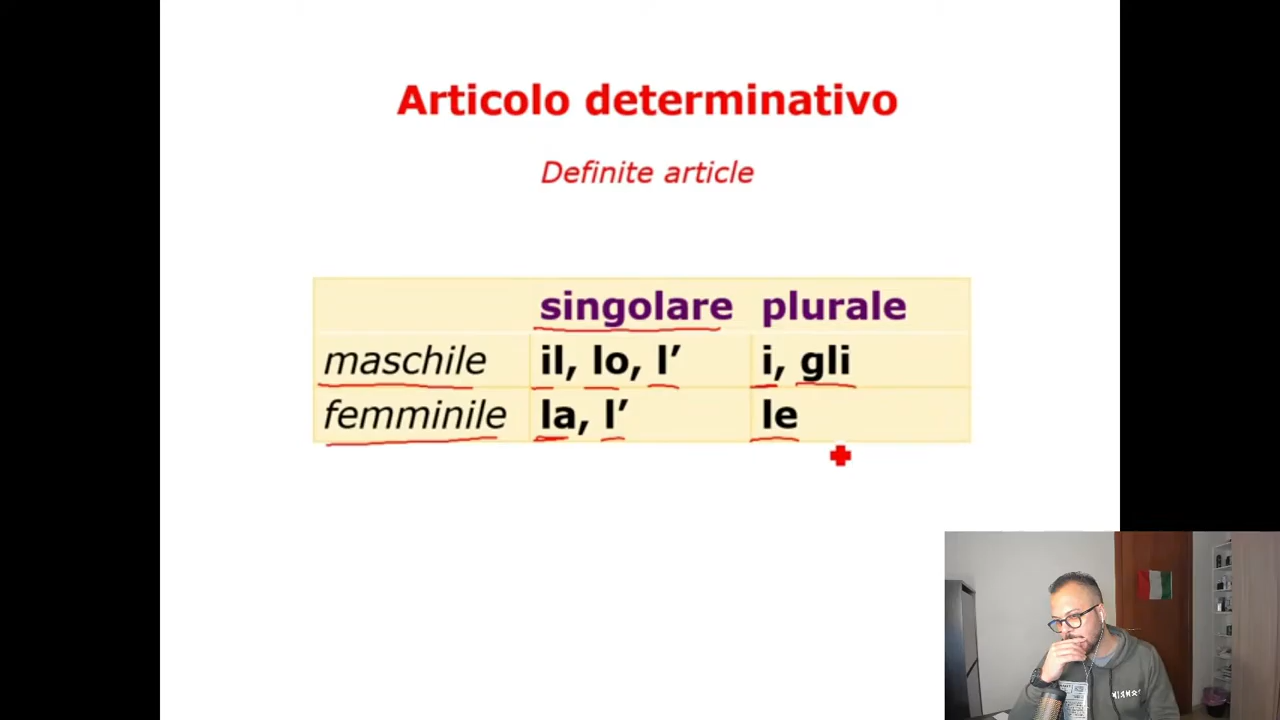 Articolo determinativo
Definite article
singolare plurale
maschile il, lo, l’ i, gli
femminile la, l’ le